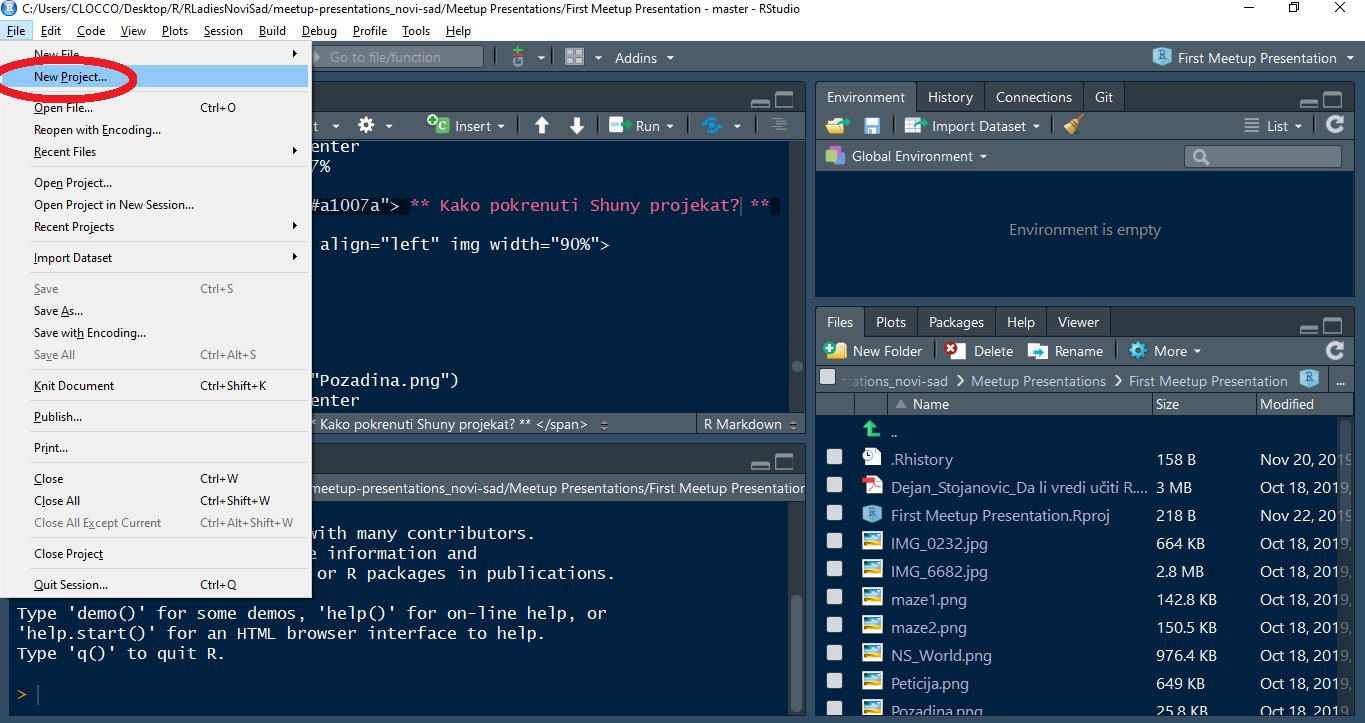 C:/Users/CLOCCO/Desktop/R/RLadiesNoviSad/meetup-presentations_novi-sad/Meetup Presentations/First Meetup Presentation - master - RStudio
File Edit Code View Plots Session Build Debug Profile Tools Help
New File
New Project...
Open File... Ctrl+O
Reopen with Encoding...
Recent Files
Open Project...
Open Project in New Session...
Recent Projects
Import Dataset
Save Ctrl+S
Save As...
Save with Encoding...
Save All Ctrl+Alt+S
Knit Document Ctrl+Shift+K
Publish...
Print...
Close Ctrl+W
Close All Ctrl+Shift+W
Close All Except Current Ctrl+Alt+Shift+W
Close Project
Quit Session... Ctrl+Q
Go to file/function
Addins
First Meetup Presentation
Insert Run
enter
7%
#a1007a"> ** Kako pokrenuti Shuny projekat? **
align="left" img width="90%">
"Pozadina.png")
enter
* Kako pokrenuti Shuny projekat? ** </span> R Markdown
meetup-presentations_novi-sad/Meetup Presentations/First Meetup Presentation
with many contributors.
e information and
or R packages in publications.
Type 'demo()' for some demos, 'help()' for on-line help, or
'help.start()' for an HTML browser interface to help.
Type 'q()' to quit R.
>
Environment History Connections Git
Import Dataset List
Global Environment
Environment is empty
Files Plots Packages Help Viewer
New Folder Delete Rename More
tations_novi-sad Meetup Presentations First Meetup Presentation ...
Name Size Modified
..
.Rhistory 158 B Nov 20, 2019,
Dejan_Stojanovic_Da li vredi učiti R.... 3 MB Oct 18, 2019,
First Meetup Presentation.Rproj 218 B Nov 22, 2019,
IMG_0232.jpg 664 KB Oct 18, 2019,
IMG_6682.jpg 2.8 MB Oct 18, 2019,
maze1.png 142.8 KB Oct 18, 2019,
maze2.png 150.5 KB Oct 18, 2019,
NS_World.png 976.4 KB Oct 18, 2019,
Peticija.png 649 KB Oct 18, 2019,
Pozadina.png 25.8 KB Oct 18, 2019,